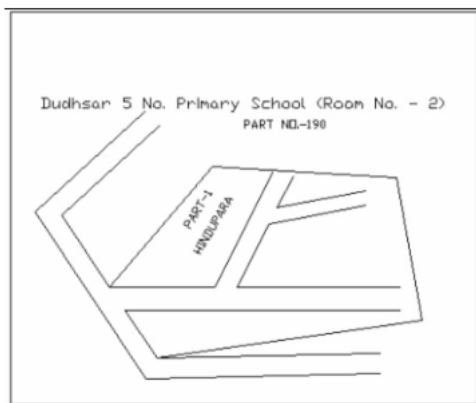 Dudhsar 5 No. Primary School (Room No. - 2)
PART NO.-190
PART-1
HINDUPARA